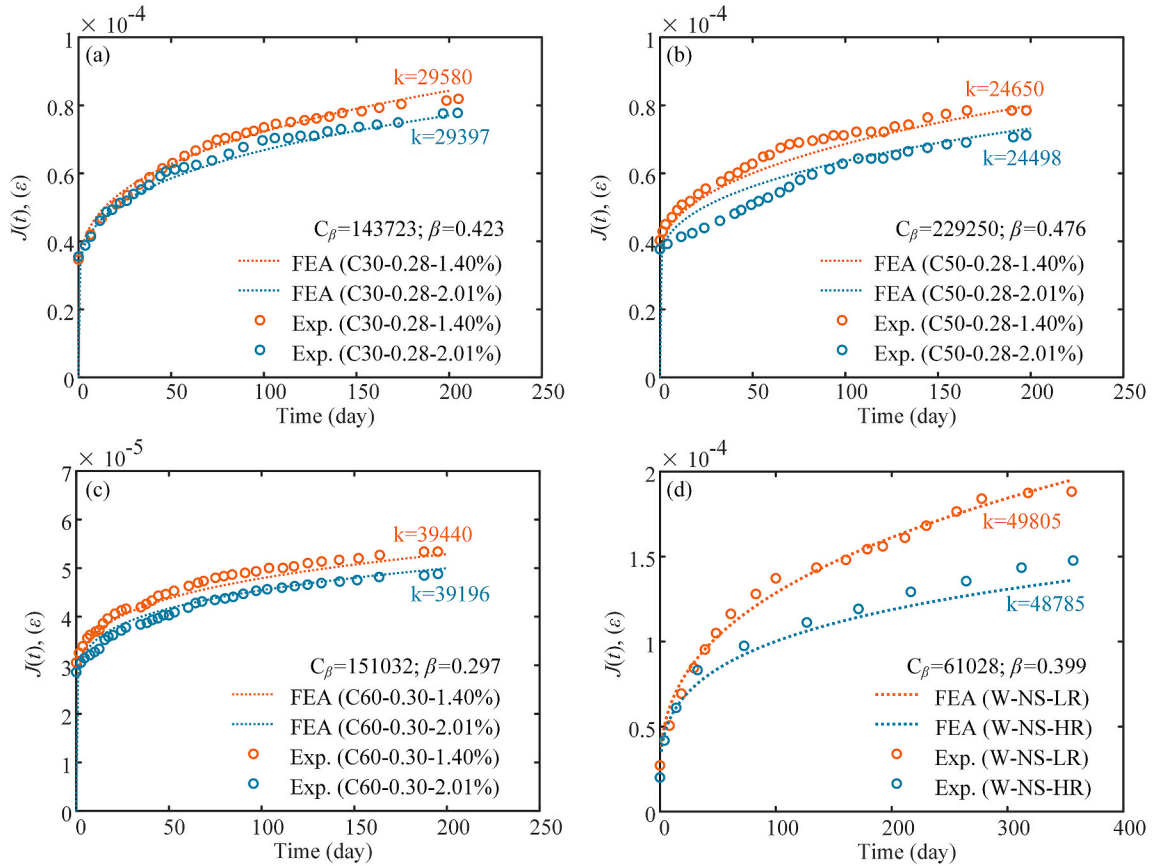 × 10⁻⁴
(a)
1
0.8
0.6
0.4
0.2
0
J(t), (ε)
k=29580
k=29397
C_β=143723; β=0.423
FEA (C30-0.28-1.40%)
FEA (C30-0.28-2.01%)
Exp. (C30-0.28-1.40%)
Exp. (C30-0.28-2.01%)
0 50 100 150 200 250
Time (day)
× 10⁻⁴
(b)
1
0.8
0.6
0.4
0.2
0
J(t), (ε)
k=24650
k=24498
C_β=229250; β=0.476
FEA (C50-0.28-1.40%)
FEA (C50-0.28-2.01%)
Exp. (C50-0.28-1.40%)
Exp. (C50-0.28-2.01%)
0 50 100 150 200 250
Time (day)
× 10⁻⁵
(c)
7
6
5
4
3
2
1
0
J(t), (ε)
k=39440
k=39196
C_β=151032; β=0.297
FEA (C60-0.30-1.40%)
FEA (C60-0.30-2.01%)
Exp. (C60-0.30-1.40%)
Exp. (C60-0.30-2.01%)
0 50 100 150 200 250
Time (day)
× 10⁻⁴
(d)
2
1.5
1
0.5
0
J(t), (ε)
k=49805
k=48785
C_β=61028; β=0.399
FEA (W-NS-LR)
FEA (W-NS-HR)
Exp. (W-NS-LR)
Exp. (W-NS-HR)
0 100 200 300 400
Time (day)